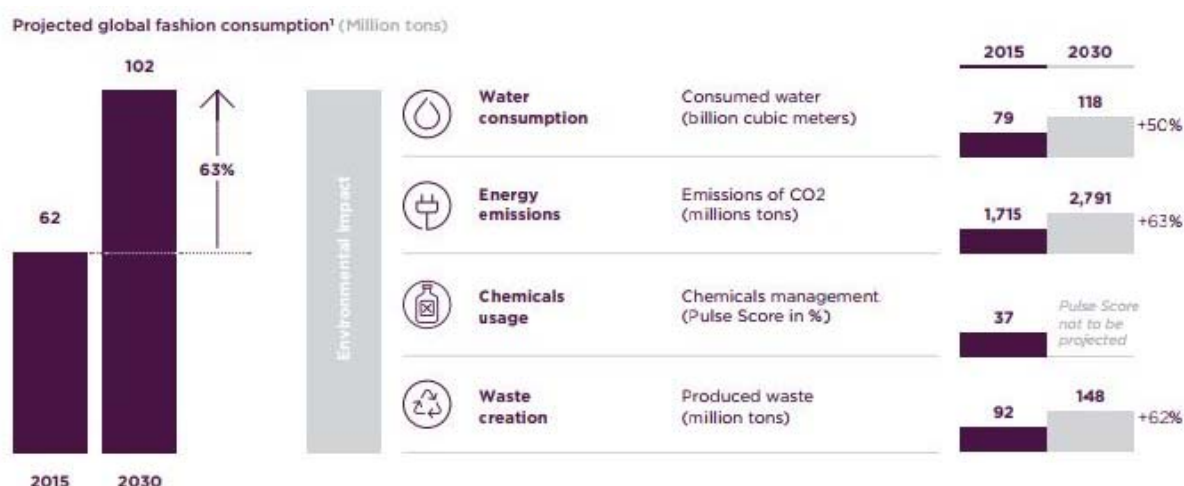 Projected global fashion consumption¹ (Million tons)
102
63%
62
2015
2030
Environmental Impact
2015 2030
Water
consumption
Consumed water
(billion cubic meters)
79
118
+50%
Energy
emissions
Emissions of CO2
(millions tons)
1,715
2,791
+63%
Chemicals
usage
Chemicals management
(Pulse Score in %)
37
Pulse Score
not to be
projected
Waste
creation
Produced waste
(million tons)
92
148
+62%